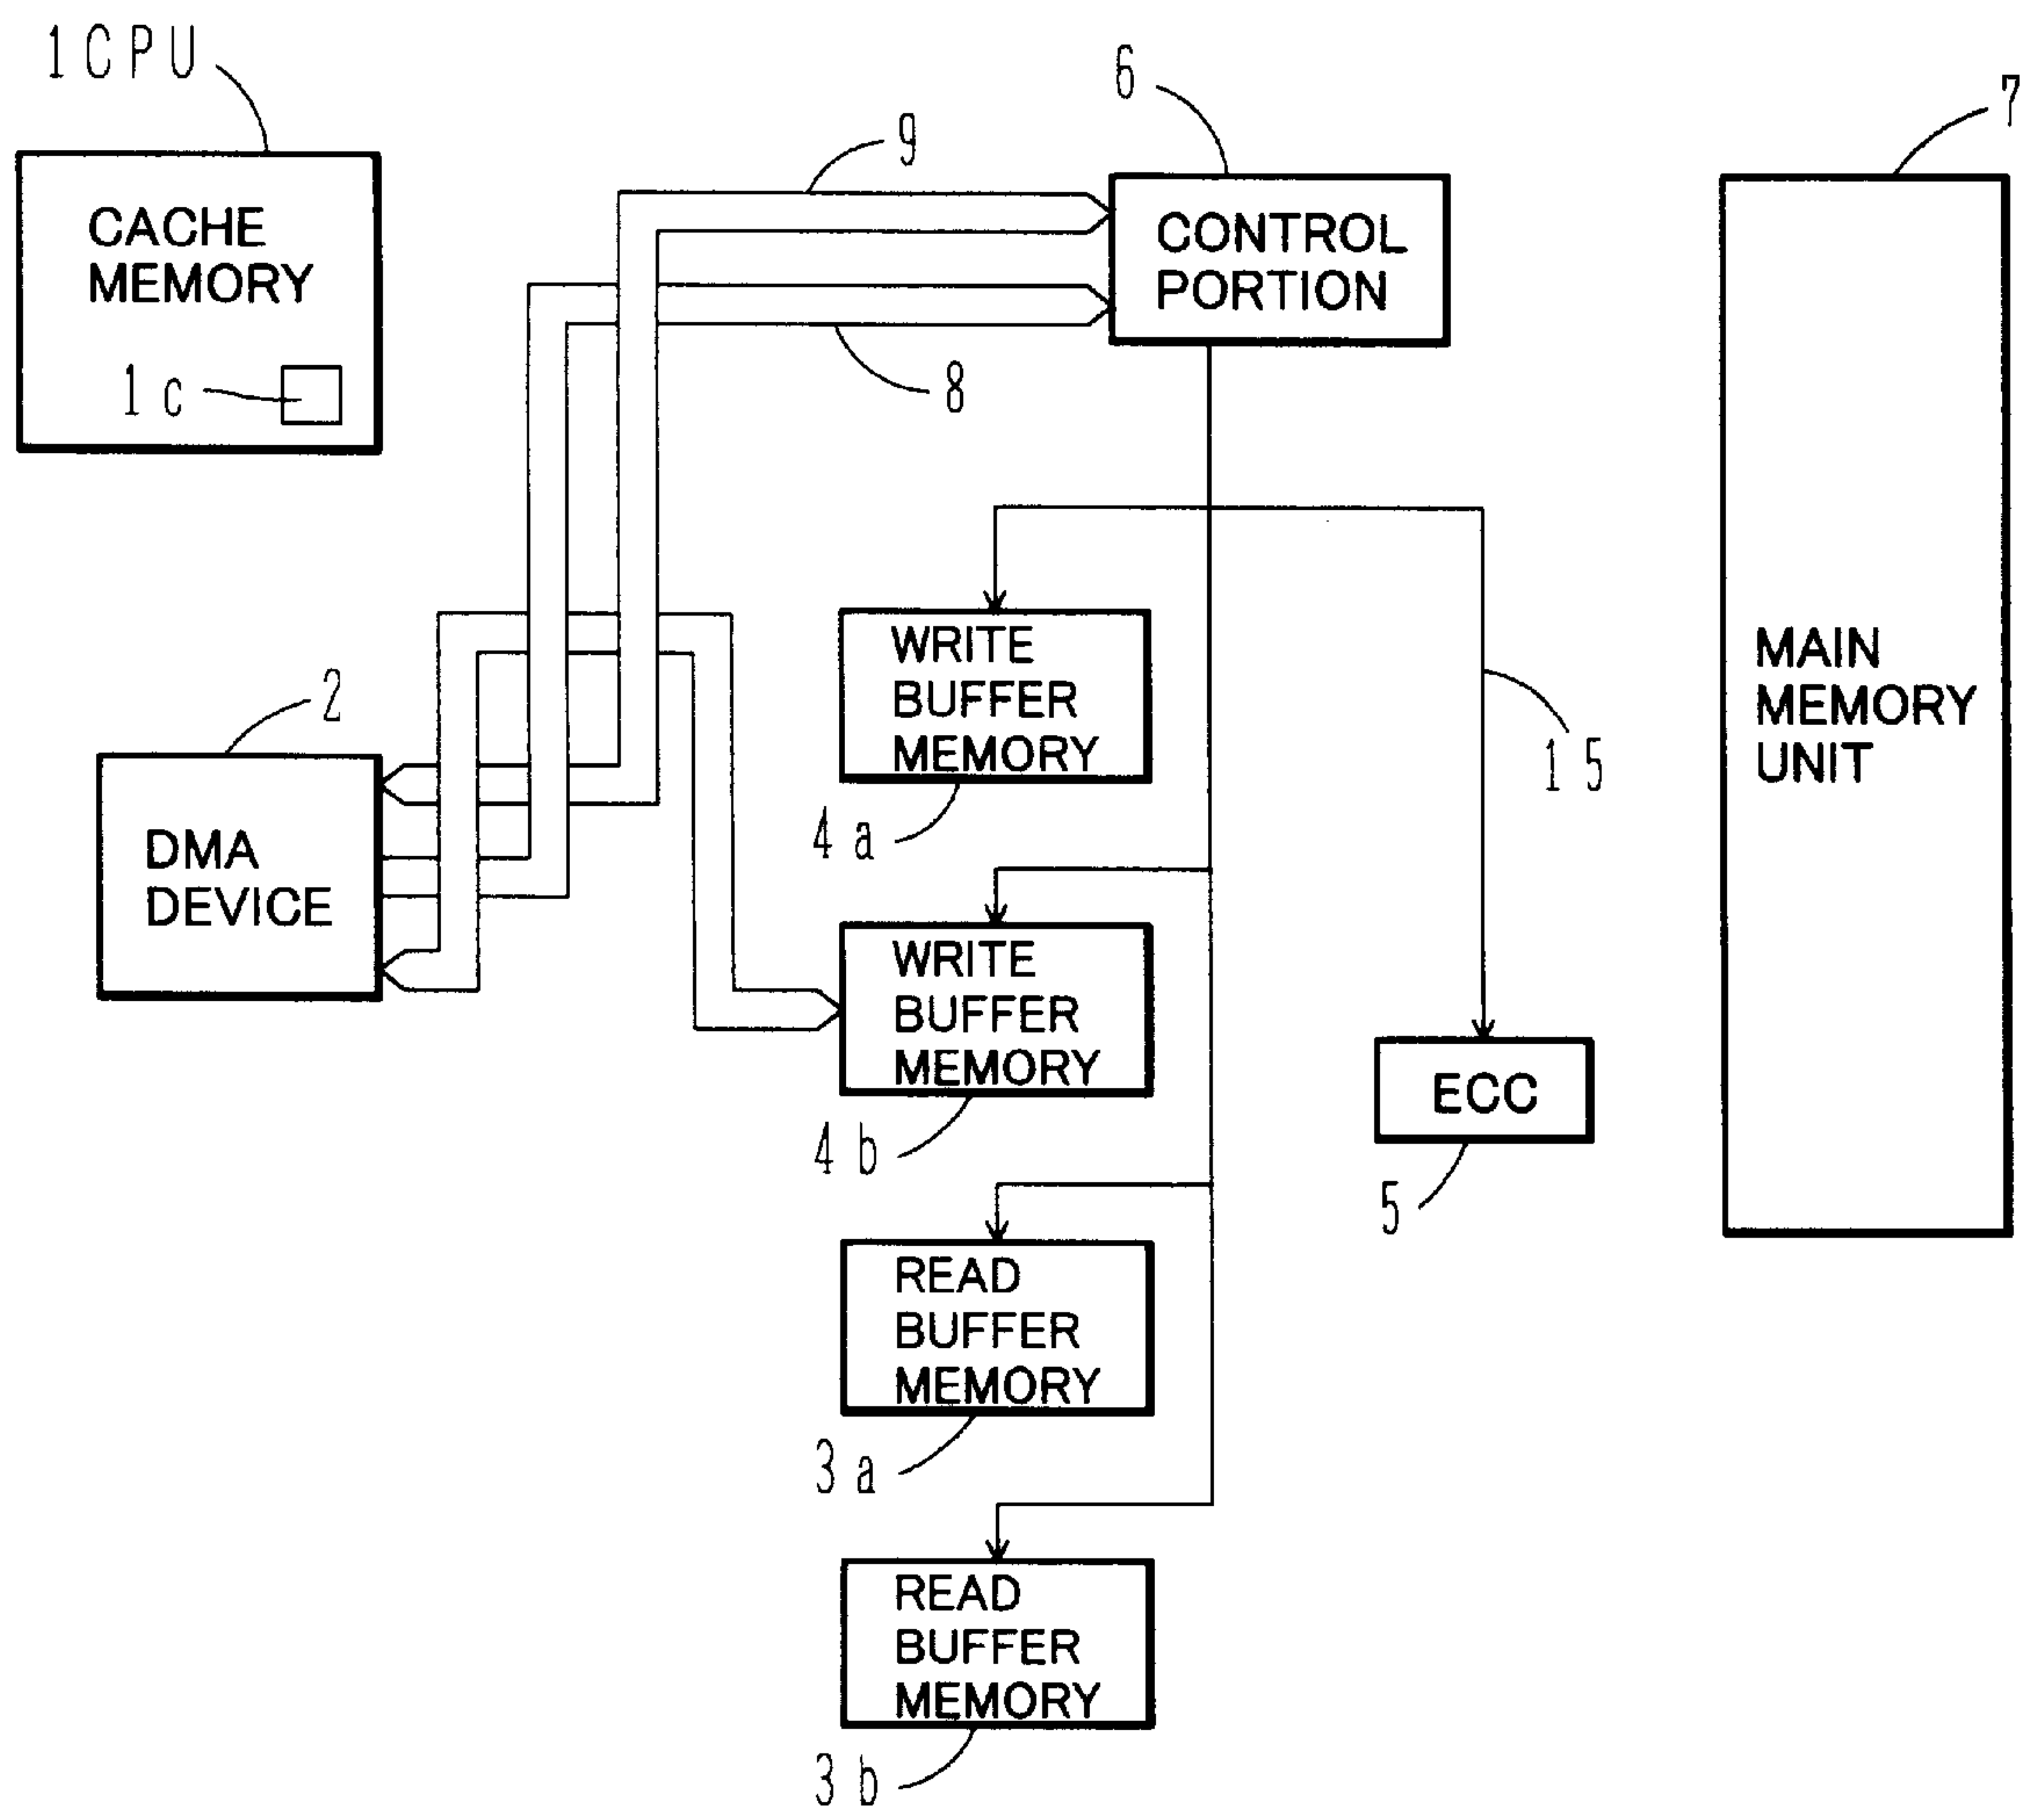 1CPU
6
7
9
CACHE
MEMORY
CONTROL
PORTION
1c
8
WRITE
BUFFER
MEMORY
MAIN
MEMORY
UNIT
2
15
4a
DMA
DEVICE
WRITE
BUFFER
MEMORY
ECC
4b
5
READ
BUFFER
MEMORY
3a
READ
BUFFER
MEMORY
3b